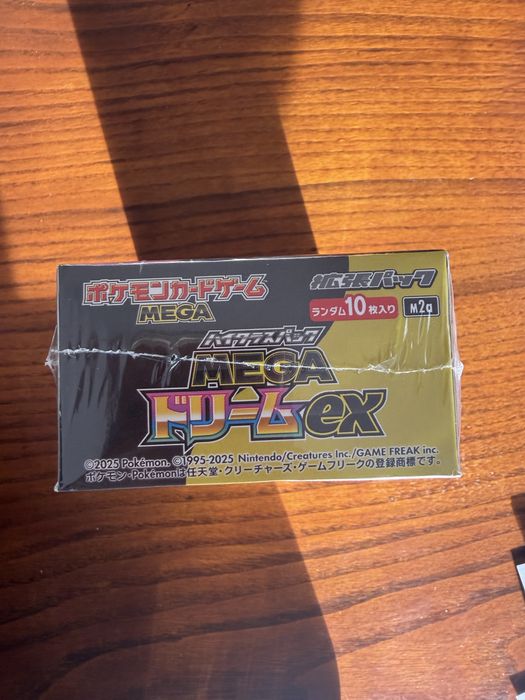 ポケモンカードゲーム
MEGA
拡張パック
ランダム10枚入り M2a
ハイクラスパック
MEGA
ドリームex
©2025 Pokémon. ©1995-2025 Nintendo/Creatures Inc./GAME FREAK inc.
ポケモン・Pokémonは任天堂・クリーチャーズ・ゲームフリークの登録商標です。